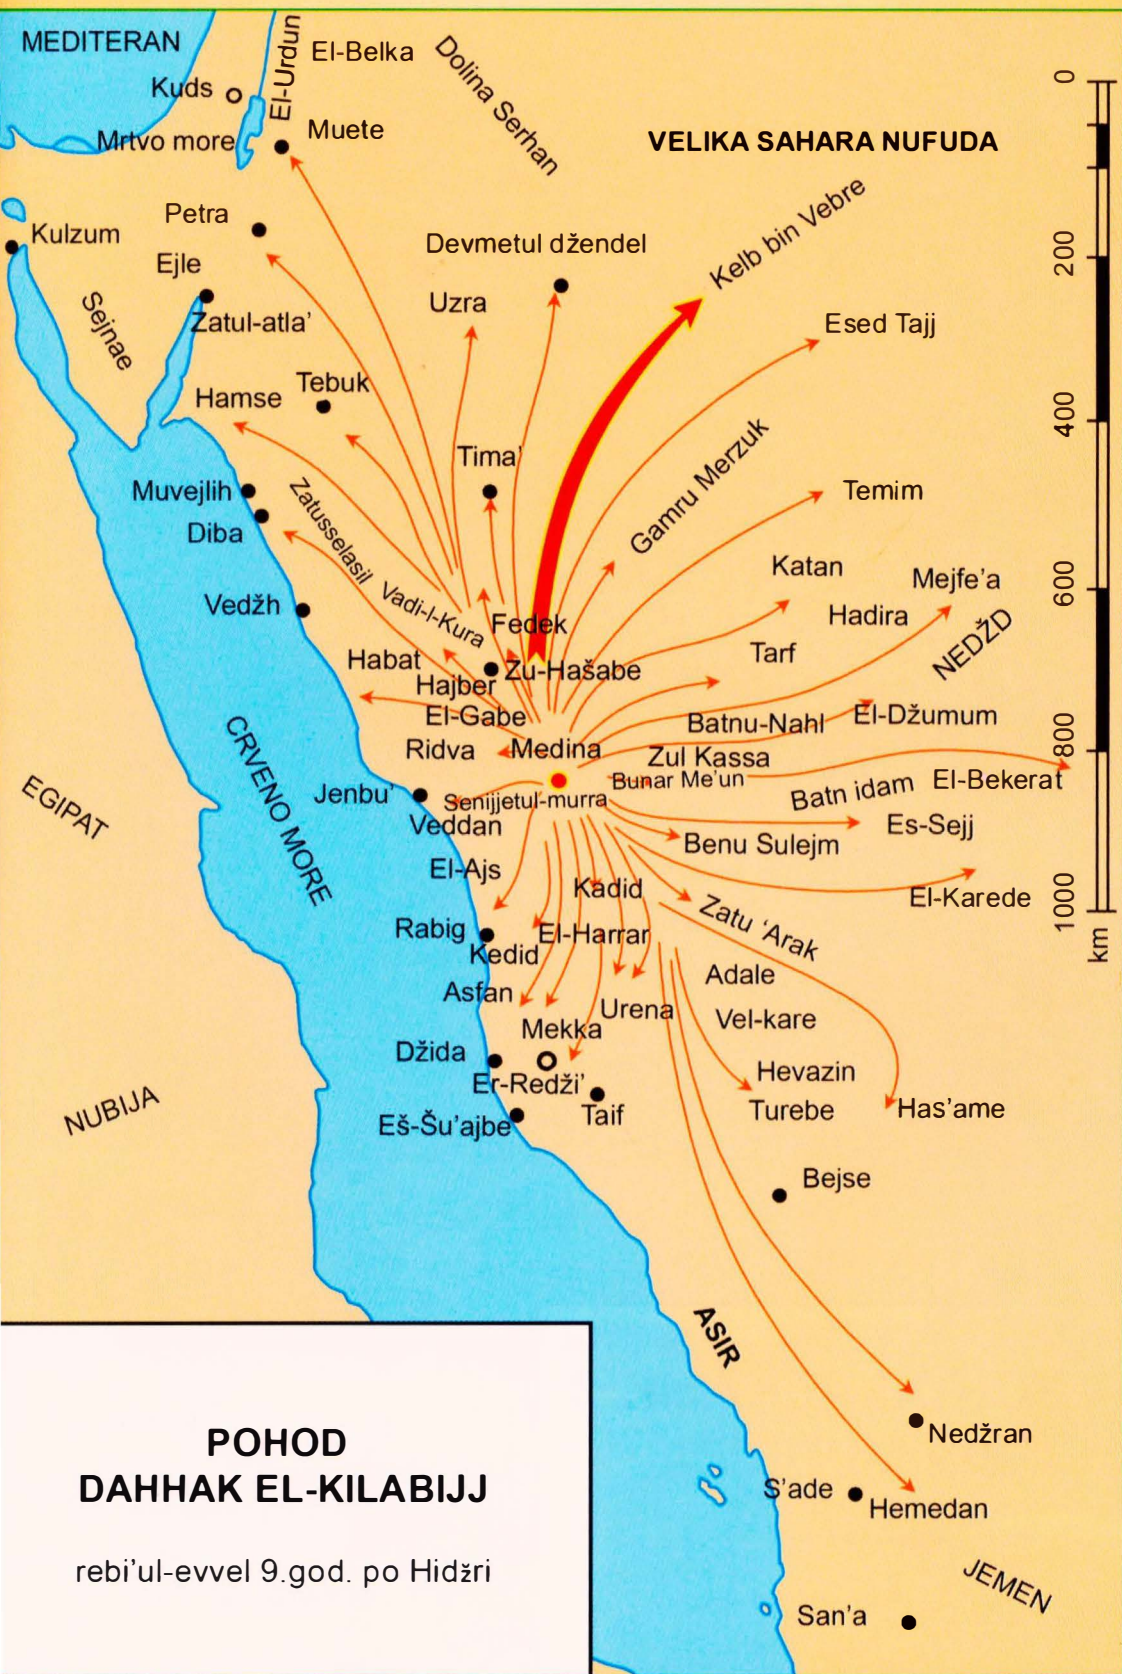 MEDITERAN
El-Urdun
El-Belka
Dolina Serhan
Kuds
Mrtvo more
Muete
VELIKA SAHARA NUFUDA
0
200
400
600
800
1000
km
Petra
Kulzum
Ejle
Sejnae
Zatul-atla’
Devmetul džendel
Uzra
Kelb bin Vebre
Esed Tajj
Hamse
Tebuk
Tima’
Gamru Merzuk
Temim
Muvejlih
Diba
Zatusselasil
Vadi-l-Kura
Vedžh
Fedek
Katan
Mejfe’a
Hadira
NEDŽD
Tarf
Habat
Hajber
Zu-Hašabe
El-Gabe
Ridva
Medina
Batnu-Nahl
El-Džumum
Zul Kassa
Bunar Me’un
El-Bekerat
Batn idam
Jenbu’
Senijjetul-murra
Veddan
Es-Sejj
Benu Sulejm
El-Ajs
Kadid
El-Karede
Zatu ‘Arak
CRVENO MORE
EGIPAT
Rabig
El-Harrar
Kedid
Adale
Asfan
Urena
Vel-kare
Mekka
Džida
Hevazin
Er-Redži’
Turebe
Has’ame
Taif
Eš-Šu’ajbe
NUBIJA
Bejse
ASIR
Nedžran
S’ade
Hemedan
JEMEN
San’a
POHOD
DAHHAK EL-KILABIJJ
rebi’ul-evvel 9.god. po Hidžri